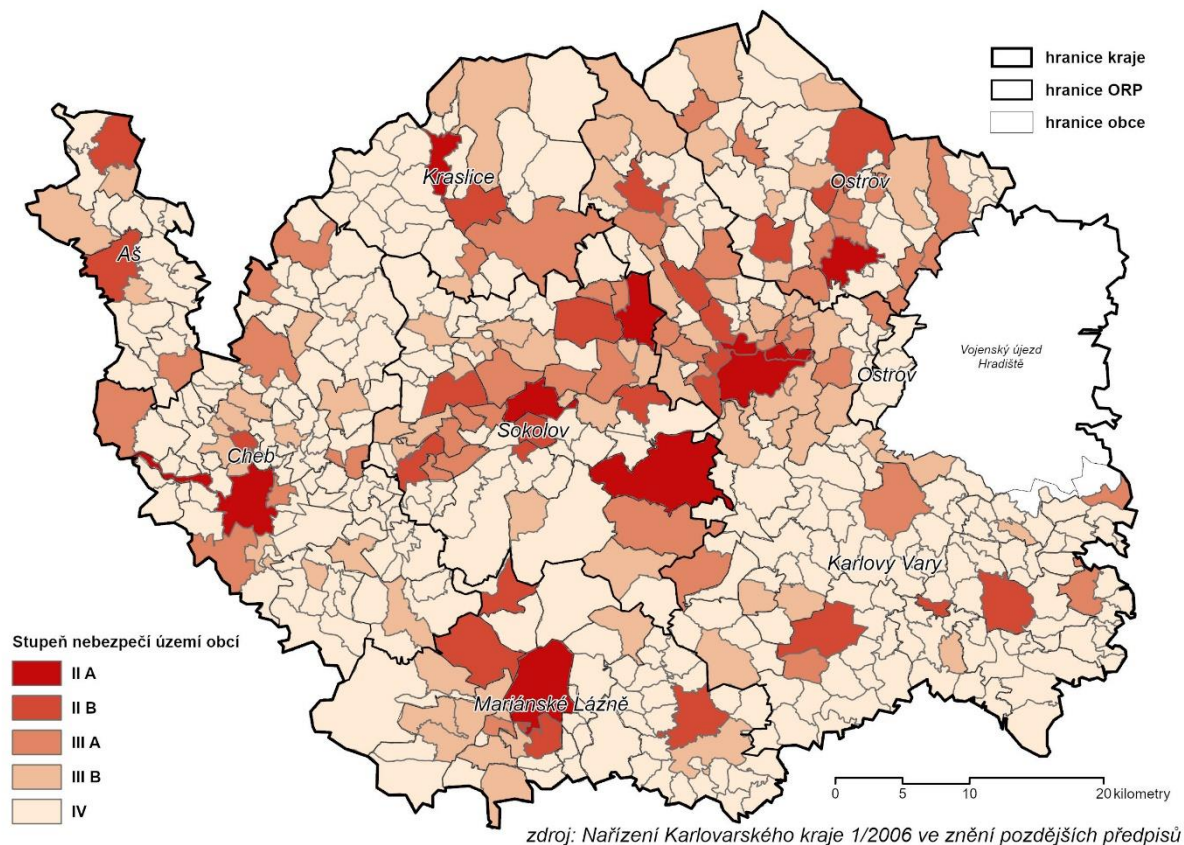 hranice kraje
hranice ORP
hranice obce
Kraslice
Ostrov
Aš
Vojenský újezd
Hradiště
Ostrov
Sokolov
Cheb
Karlovy Vary
Mariánské Lázně
Stupeň nebezpečí území obcí
II A
II B
III A
III B
IV
0 5 10 20 kilometry
zdroj: Nařízení Karlovarského kraje 1/2006 ve znění pozdějších předpisů